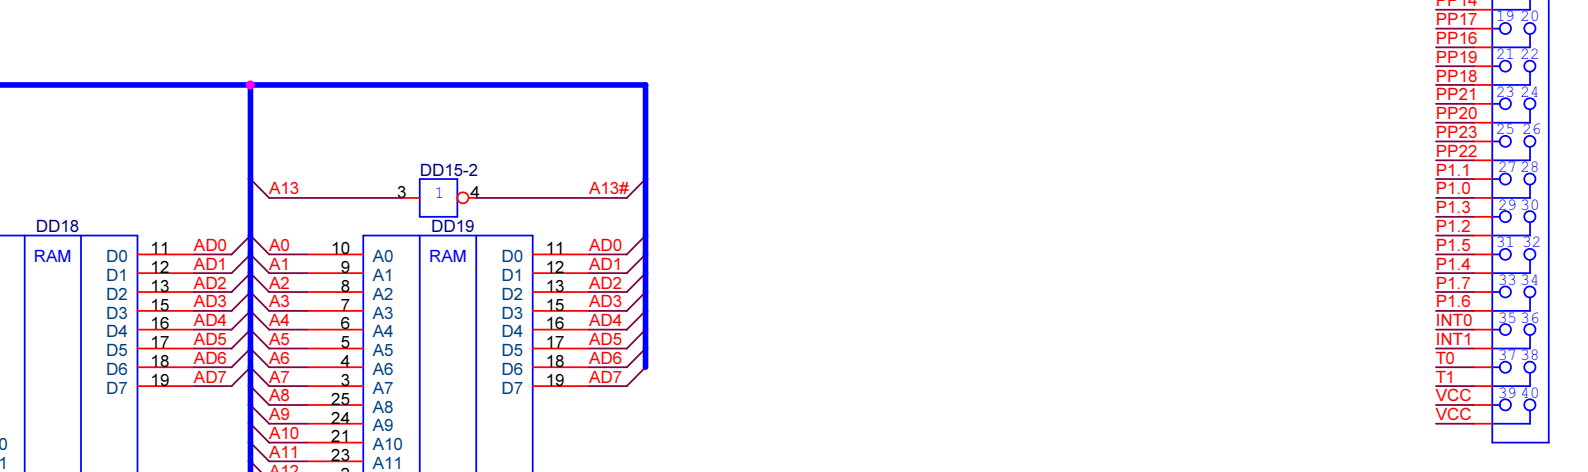 PP14
PP17 19 20
PP16
PP19 21 22
PP18
PP21 23 24
PP20
PP23 25 26
PP22
P1.1 27 28
P1.0
P1.3 29 30
P1.2
P1.5 31 32
P1.4
P1.7 33 34
P1.6
INT0 35 36
INT1
T0 37 38
T1
VCC 39 40
VCC
DD15-2
A13 3 1 4 A13#
DD18
RAM
D0 11 AD0
D1 12 AD1
D2 13 AD2
D3 15 AD3
D4 16 AD4
D5 17 AD5
D6 18 AD6
D7 19 AD7
0
1
DD19
RAM
A0 10 A0 D0 11 AD0
A1 9 A1 D1 12 AD1
A2 8 A2 D2 13 AD2
A3 7 A3 D3 15 AD3
A4 6 A4 D4 16 AD4
A5 5 A5 D5 17 AD5
A6 4 A6 D6 18 AD6
A7 3 A7 D7 19 AD7
A8 25 A8
A9 24 A9
A10 21 A10
A11 23 A11
A12 2